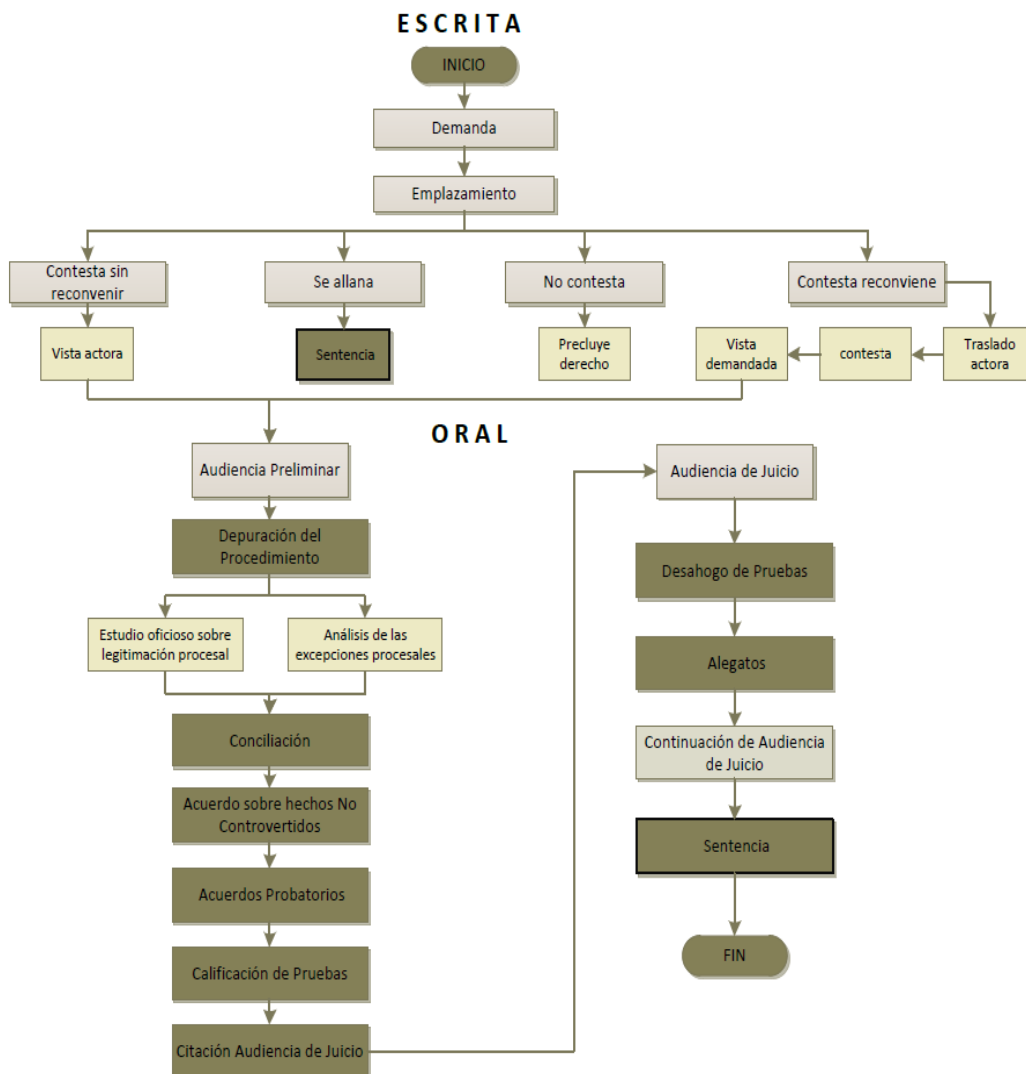 ESCRITA
INICIO
Demanda
Emplazamiento
Contesta sin
reconvenir
Se allana
No contesta
Contesta reconviene
Vista actora
Sentencia
Precluye
derecho
Vista
demandada
contesta
Traslado
actora
ORAL
Audiencia Preliminar
Depuración del
Procedimiento
Estudio oficioso sobre
legitimación procesal
Análisis de las
excepciones procesales
Conciliación
Acuerdo sobre hechos No
Controvertidos
Acuerdos Probatorios
Calificación de Pruebas
Citación Audiencia de Juicio
Audiencia de Juicio
Desahogo de Pruebas
Alegatos
Continuación de Audiencia
de Juicio
Sentencia
FIN